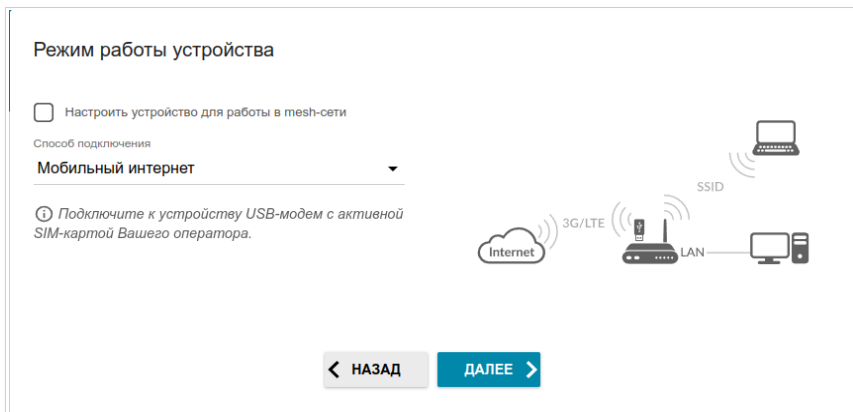 Режим работы устройства
Настроить устройство для работы в mesh-сети
Способ подключения
Мобильный интернет
Подключите к устройству USB-модем с активной
SIM-картой Вашего оператора.
SSID
3G/LTE
Internet
LAN
НАЗАД
ДАЛЕЕ